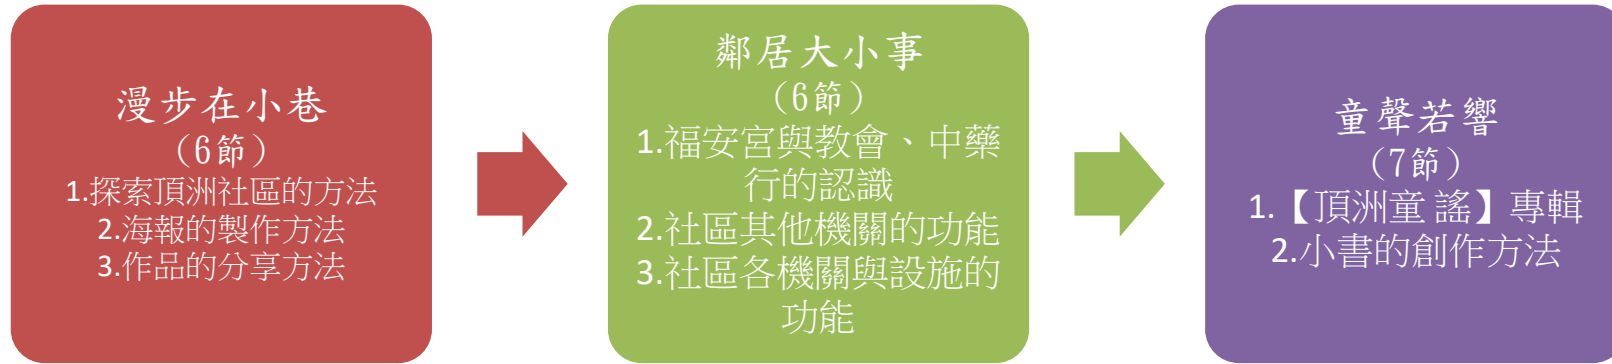 漫步在小巷
（6節）
1.探索頂洲社區的方法
2.海報的製作方法
3.作品的分享方法
鄰居大小事
（6節）
1.福安宮與教會、中藥
行的認識
2.社區其他機關的功能
3.社區各機關與設施的
功能
童聲若響
（7節）
1.【頂洲童 謠】專輯
2.小書的創作方法